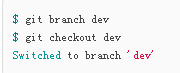 $ git branch dev
$ git checkout dev
Switched to branch 'dev'